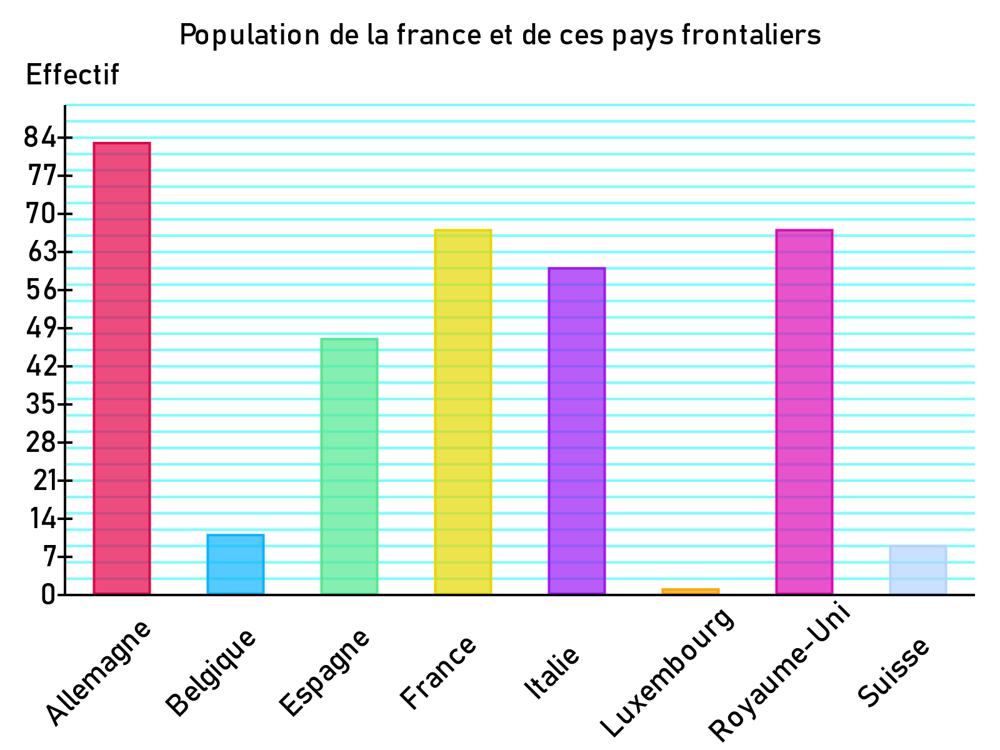 Population de la france et de ces pays frontaliers
Effectif
84
77
70
63
56
49
42
35
28
21
14
7
0
Allemagne
Belgique
Espagne
France
Italie
Luxembourg
Royaume-Uni
Suisse